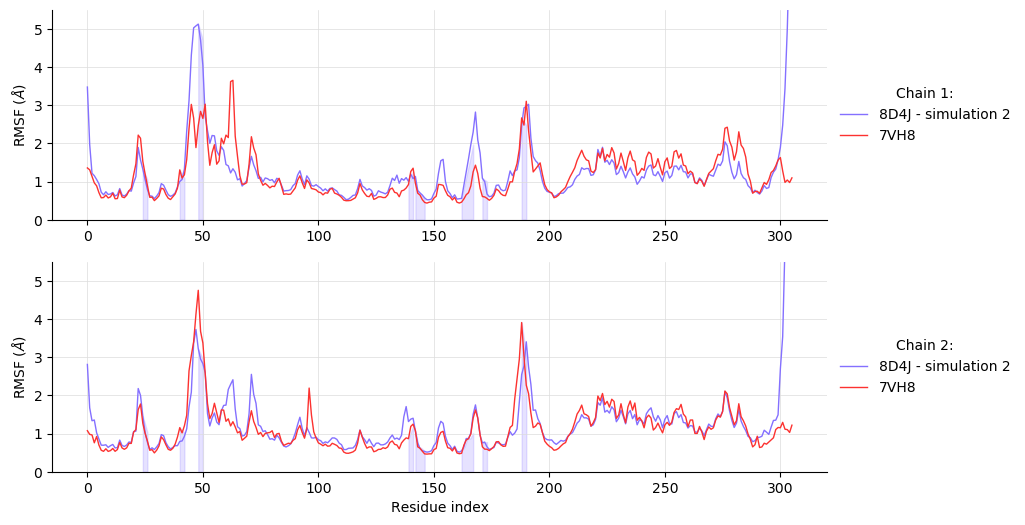 5
4
3
2
1
0
RMSF (Å)
0
50
100
150
200
250
300
Chain 1:
8D4J - simulation 2
7VH8
5
4
3
2
1
0
RMSF (Å)
0
50
100
150
200
250
300
Residue index
Chain 2:
8D4J - simulation 2
7VH8